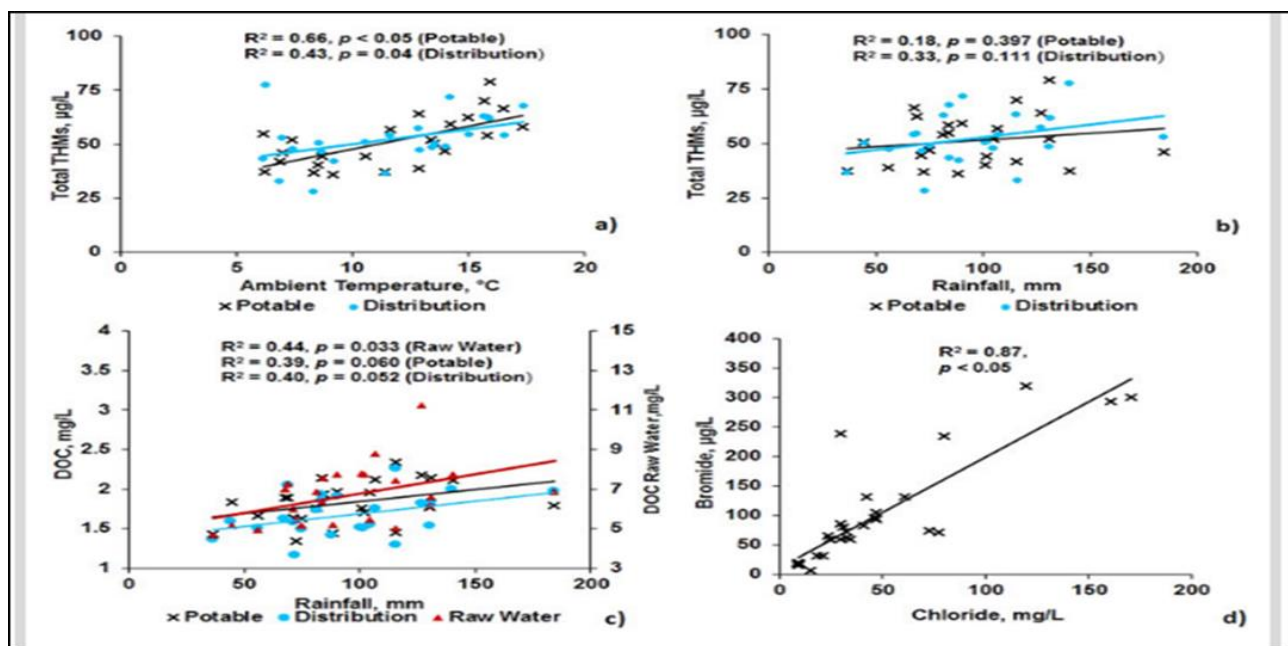 R² = 0.66, p < 0.05 (Potable)
R² = 0.43, p = 0.04 (Distribution)
100
75
50
25
0
Total THMs, µg/L
0
5
10
15
20
Ambient Temperature, °C
Potable
Distribution
a)
R² = 0.18, p = 0.397 (Potable)
R² = 0.33, p = 0.111 (Distribution)
100
75
50
25
0
Total THMs, µg/L
0
50
100
150
200
Rainfall, mm
Potable
Distribution
b)
R² = 0.44, p = 0.033 (Raw Water)
R² = 0.39, p = 0.060 (Potable)
R² = 0.40, p = 0.052 (Distribution)
4
3.5
3
2.5
2
1.5
1
DOC, mg/L
15
13
11
9
7
5
3
DOC Raw Water,mg/L
0
50
100
150
200
Rainfall, mm
Potable
Distribution
Raw Water
c)
R² = 0.87,
p < 0.05
400
350
300
250
200
150
100
50
0
Bromide, µg/L
0
50
100
150
200
Chloride, mg/L
d)